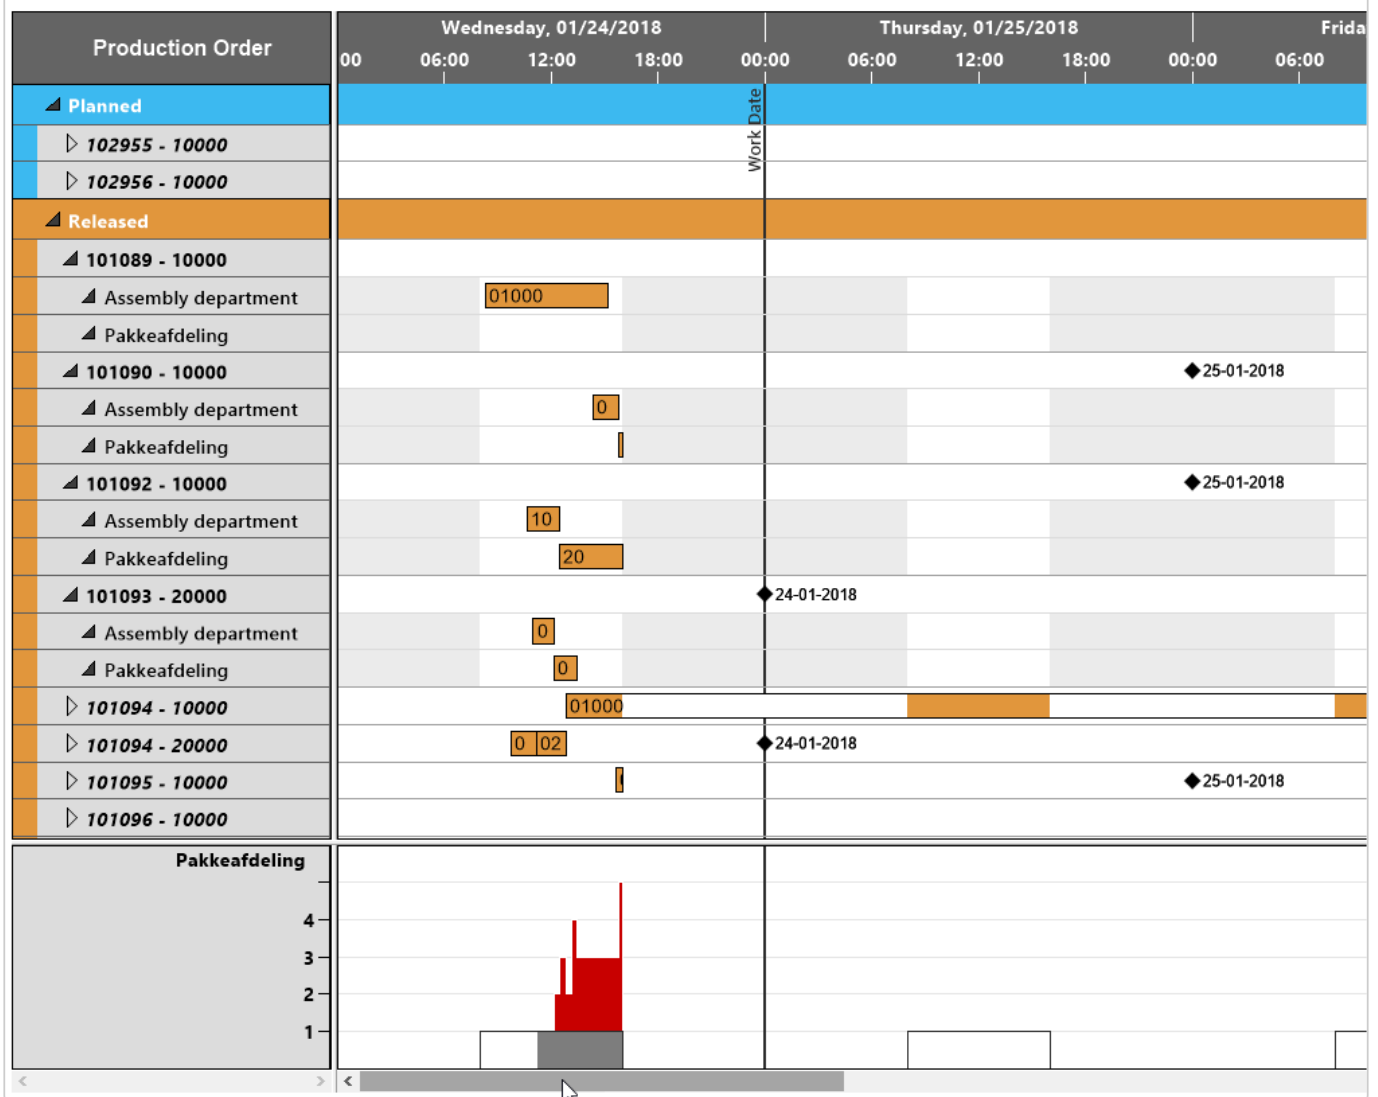 Production Order
Wednesday, 01/24/2018 Thursday, 01/25/2018 Frida
00 06:00 12:00 18:00 00:00 06:00 12:00 18:00 00:00 06:00
Planned
Work Date
102955 - 10000
102956 - 10000
Released
101089 - 10000
Assembly department 01000
Pakkeafdeling
101090 - 10000 25-01-2018
Assembly department 0
Pakkeafdeling
101092 - 10000 25-01-2018
Assembly department 10
Pakkeafdeling 20
101093 - 20000 24-01-2018
Assembly department 0
Pakkeafdeling 0
101094 - 10000 01000
101094 - 20000 0 02 24-01-2018
101095 - 10000 25-01-2018
101096 - 10000
Pakkeafdeling
4
3
2
1